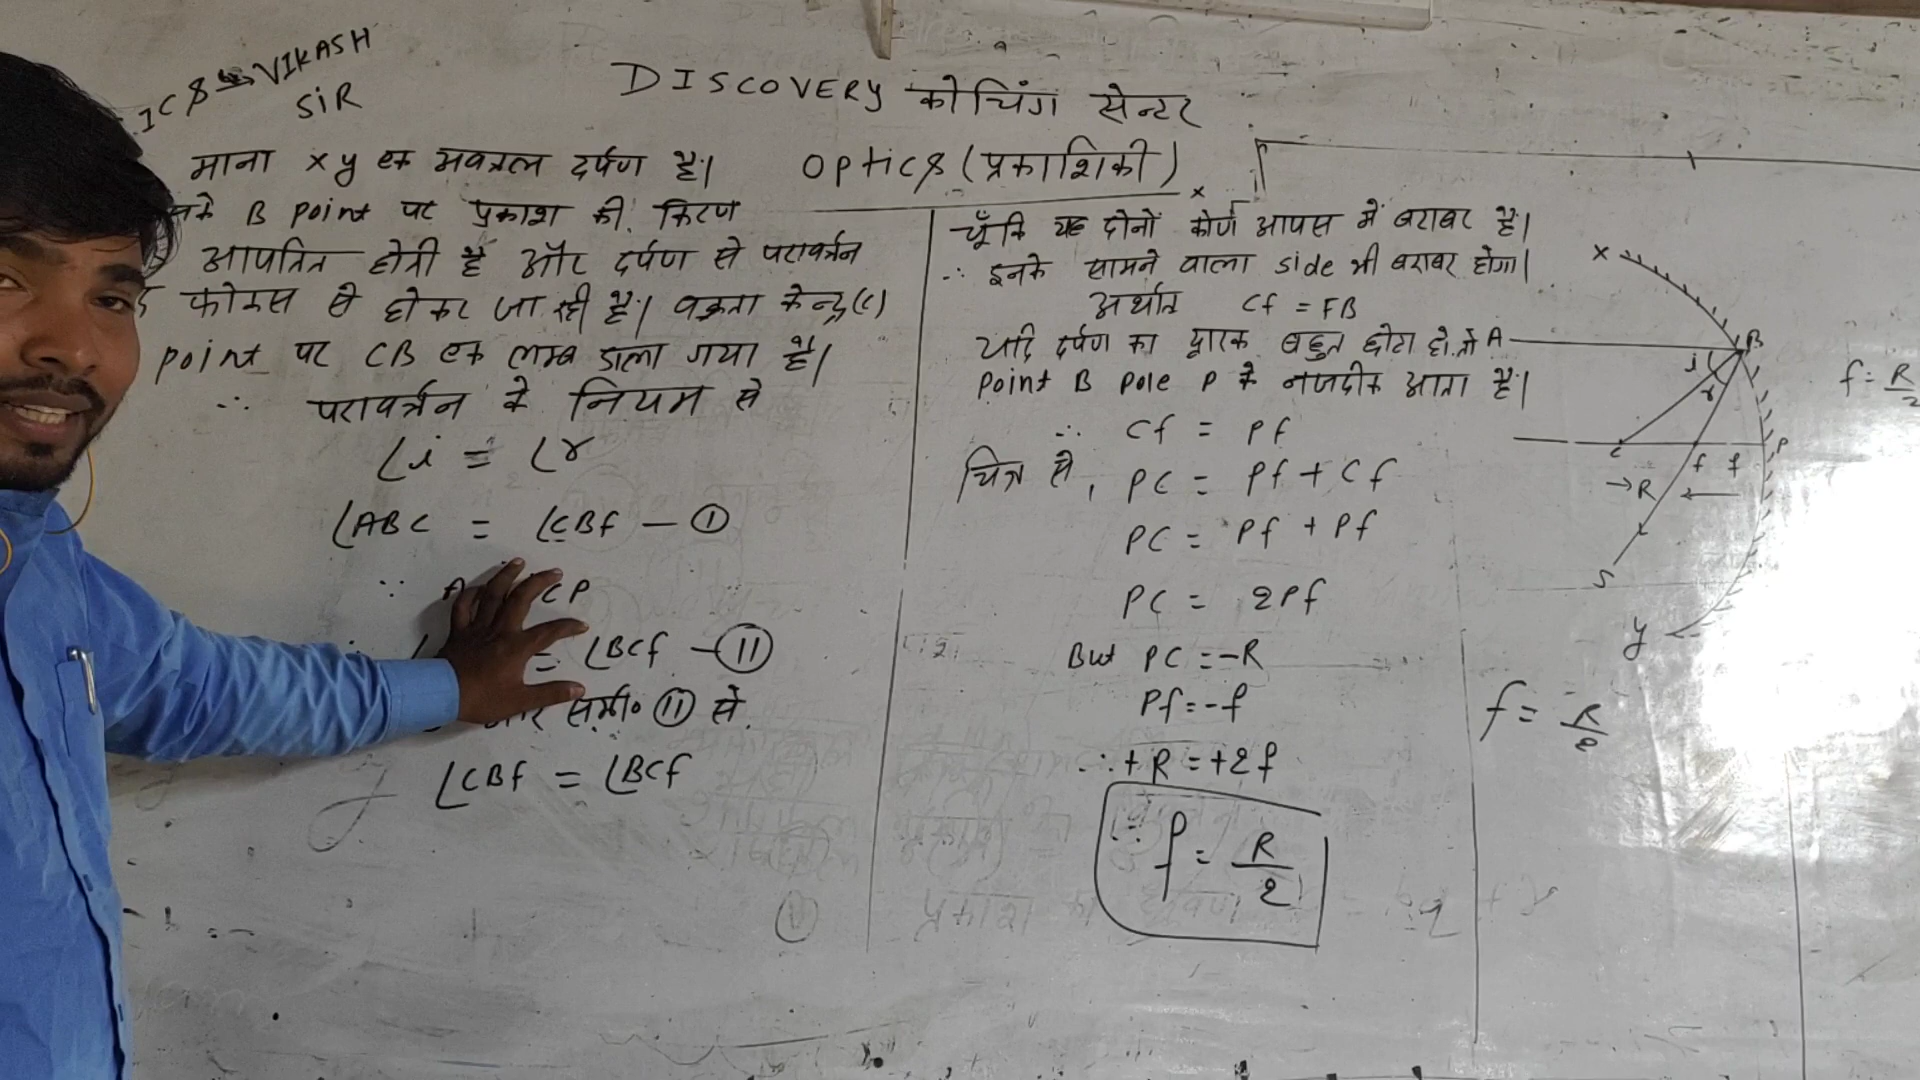 ICS VIKASH
SIR
DISCOVERY कोचिंग सेन्टर
Optics (प्रकाशिकी)
माना xy एक अवत्तल दर्पण है।
B point पर प्रकाश की किरण
आपतित होती है और दर्पण से परावर्तन
फोकस से होकर जा रही है। वक्रता केन्द्र (c)
point पर CB एक लम्ब डाला गया है।
∴ परावर्तन के नियम से
∠i = ∠r
∠ABC = ∠CBf — ①
∵ CP
= ∠BCf — ⑪
समी० ⑪ से
∠CBf = ∠BCf
चूँकि यह दोनों कोण आपस में बराबर है।
∴ इनके सामने वाला side भी बराबर होगा।
अर्थात Cf = FB
यदि दर्पण का द्वारक बहुत छोटा हो तो
Point B pole P के नजदीक आता है।
∴ Cf = Pf
चित्र से, PC = Pf + Cf
PC = Pf + Pf
PC = 2Pf
But PC = -R
Pf = -f
∴ +R = +2f
∵ f = R/2
x
A
B
i
r
C
f
f
P
→R
S
y
f = R/2
f = R/2